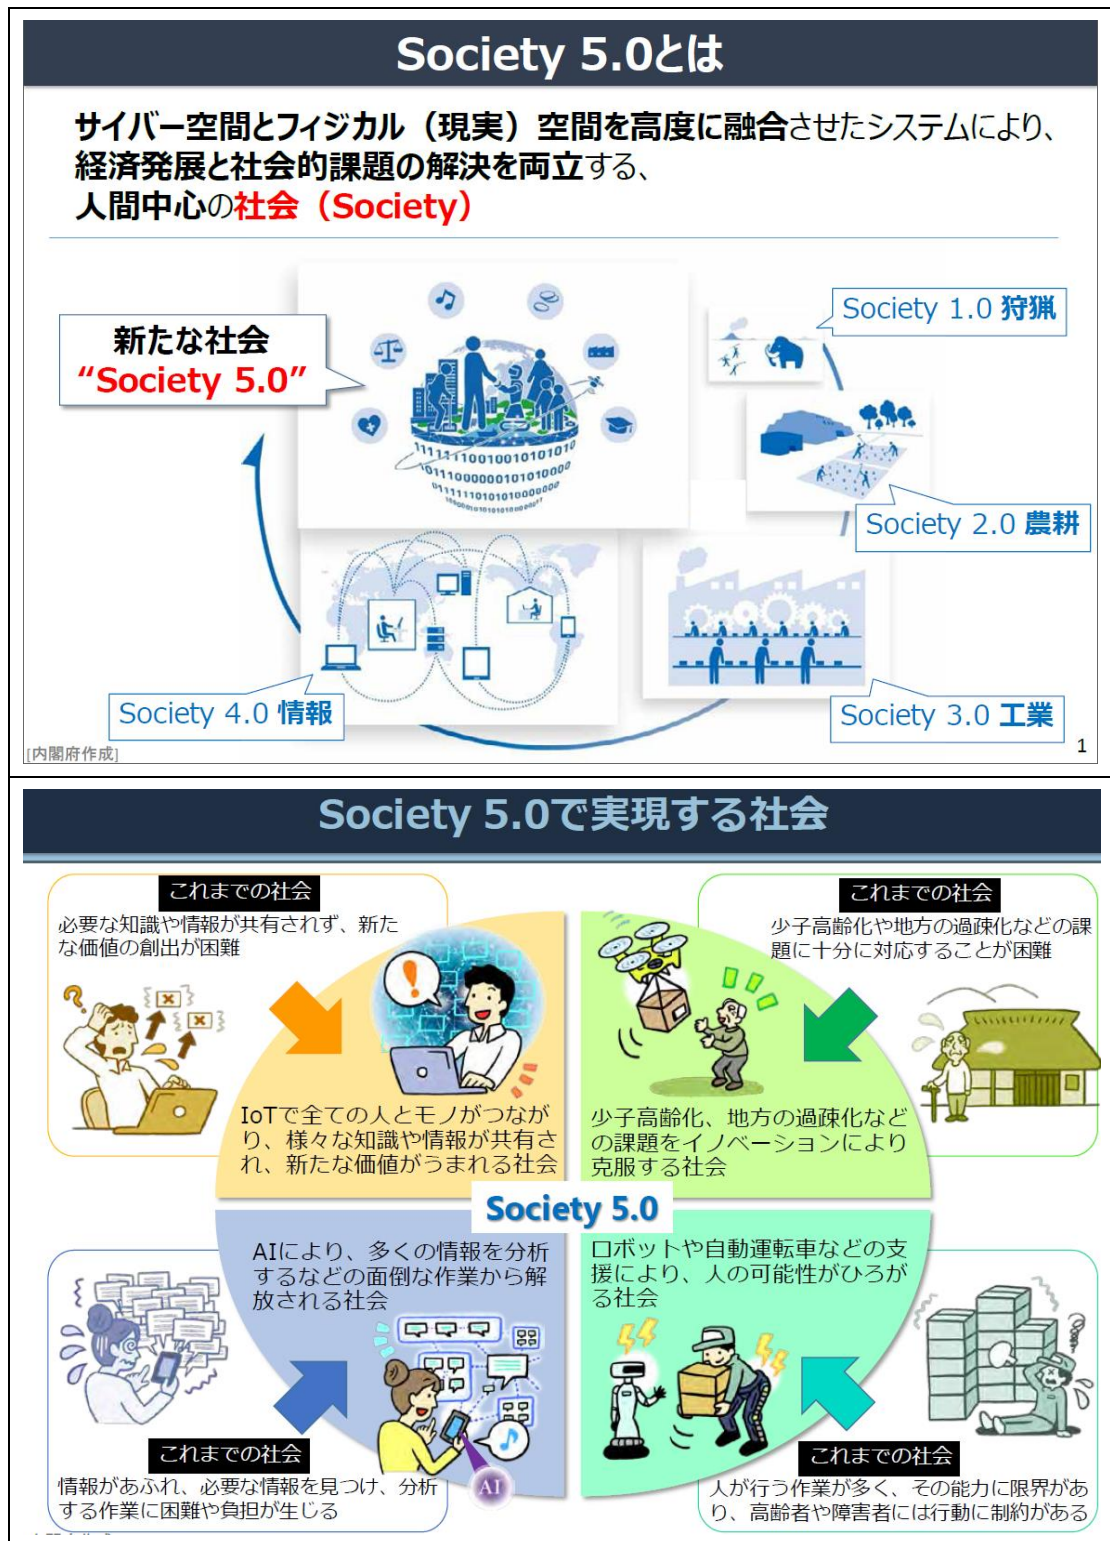 Society 5.0とは
サイバー空間とフィジカル（現実）空間を高度に融合させたシステムにより、
経済発展と社会的課題の解決を両立する、
人間中心の社会（Society）
新たな社会
“Society 5.0”
Society 1.0 狩猟
Society 2.0 農耕
Society 3.0 工業
Society 4.0 情報
[内閣府作成]
1
Society 5.0で実現する社会
これまでの社会
必要な知識や情報が共有されず、新た
な価値の創出が困難
IoTで全ての人とモノがつなが
り、様々な知識や情報が共有さ
れ、新たな価値がうまれる社会
これまでの社会
少子高齢化や地方の過疎化などの課
題に十分に対応することが困難
少子高齢化、地方の過疎化など
の課題をイノベーションにより
克服する社会
Society 5.0
AIにより、多くの情報を分析
するなどの面倒な作業から解
放される社会
AI
これまでの社会
情報があふれ、必要な情報を見つけ、分析
する作業に困難や負担が生じる
ロボットや自動運転車などの支
援により、人の可能性がひろが
る社会
これまでの社会
人が行う作業が多く、その能力に限界があ
り、高齢者や障害者には行動に制約がある